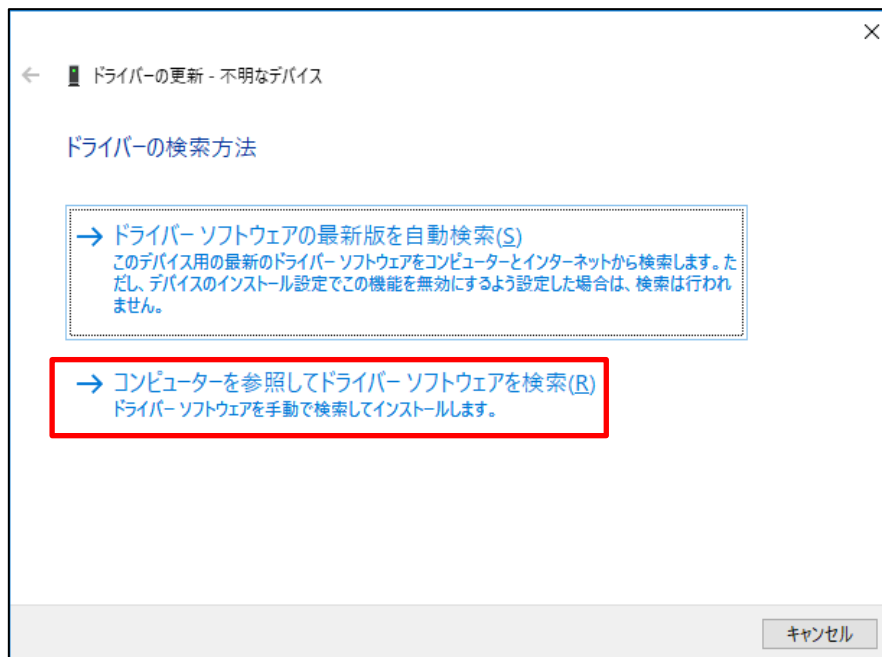 ドライバーの更新 - 不明なデバイス
ドライバーの検索方法
ドライバー ソフトウェアの最新版を自動検索(S)
このデバイス用の最新のドライバー ソフトウェアをコンピューターとインターネットから検索します。た
だし、デバイスのインストール設定でこの機能を無効にするよう設定した場合は、検索は行われ
ません。
コンピューターを参照してドライバー ソフトウェアを検索(R)
ドライバー ソフトウェアを手動で検索してインストールします。
キャンセル